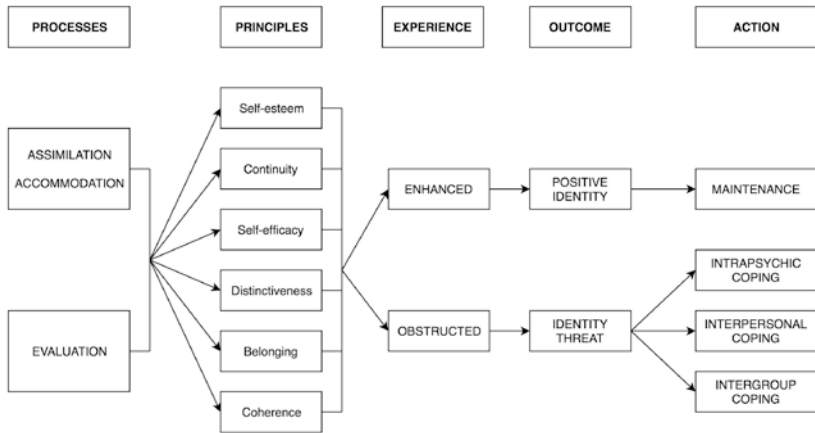 PROCESSES
PRINCIPLES
EXPERIENCE
OUTCOME
ACTION
ASSIMILATION
ACCOMMODATION
EVALUATION
Self-esteem
Continuity
Self-efficacy
Distinctiveness
Belonging
Coherence
ENHANCED
OBSTRUCTED
POSITIVE
IDENTITY
IDENTITY
THREAT
MAINTENANCE
INTRAPSYCHIC
COPING
INTERPERSONAL
COPING
INTERGROUP
COPING